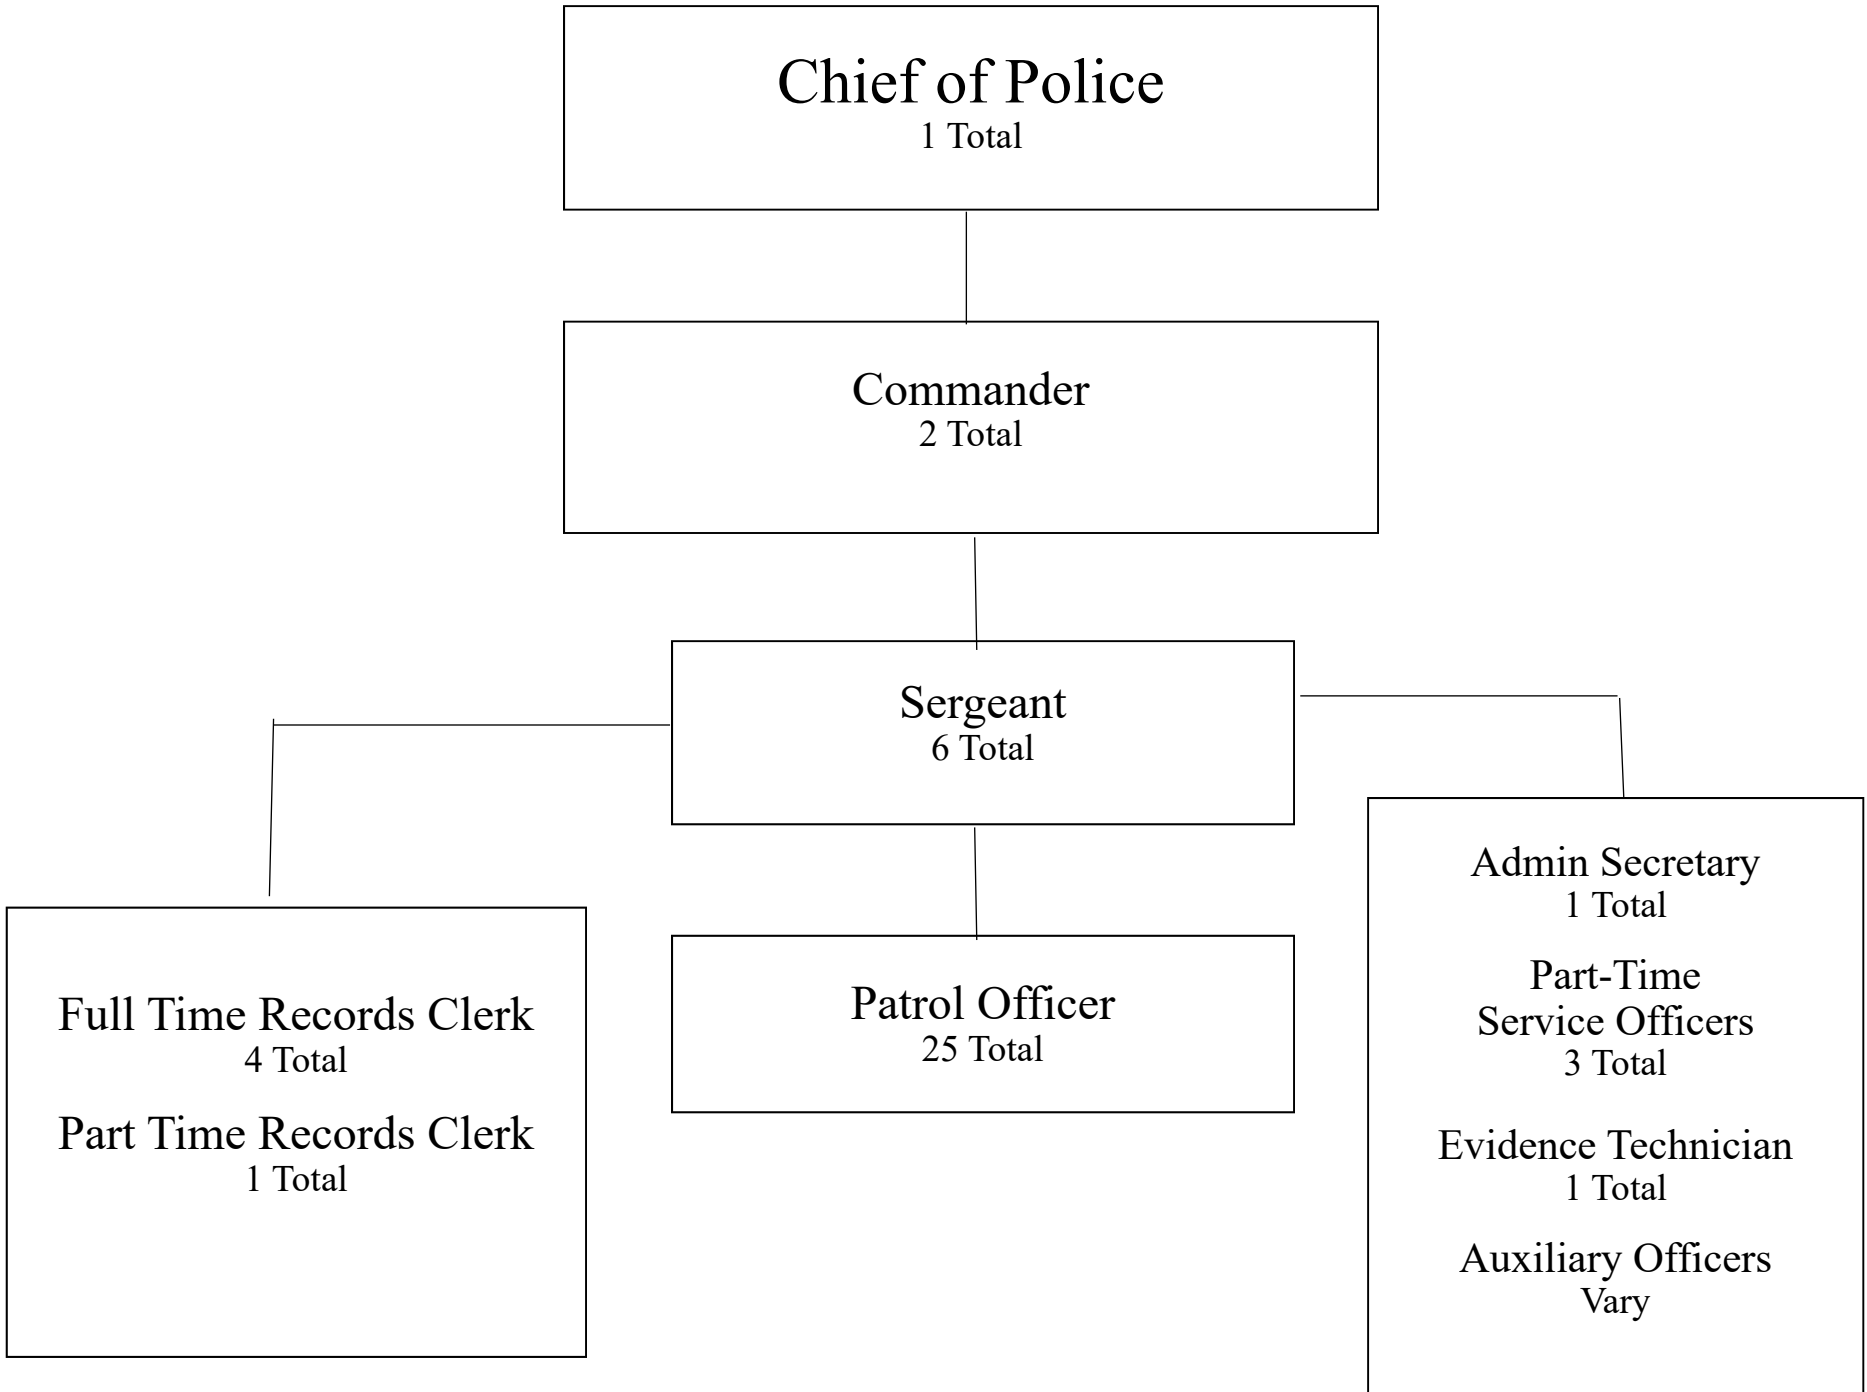 Chief of Police
1 Total
Commander
2 Total
Sergeant
6 Total
Full Time Records Clerk
4 Total
Part Time Records Clerk
1 Total
Patrol Officer
25 Total
Admin Secretary
1 Total
Part-Time
Service Officers
3 Total
Evidence Technician
1 Total
Auxiliary Officers
Vary